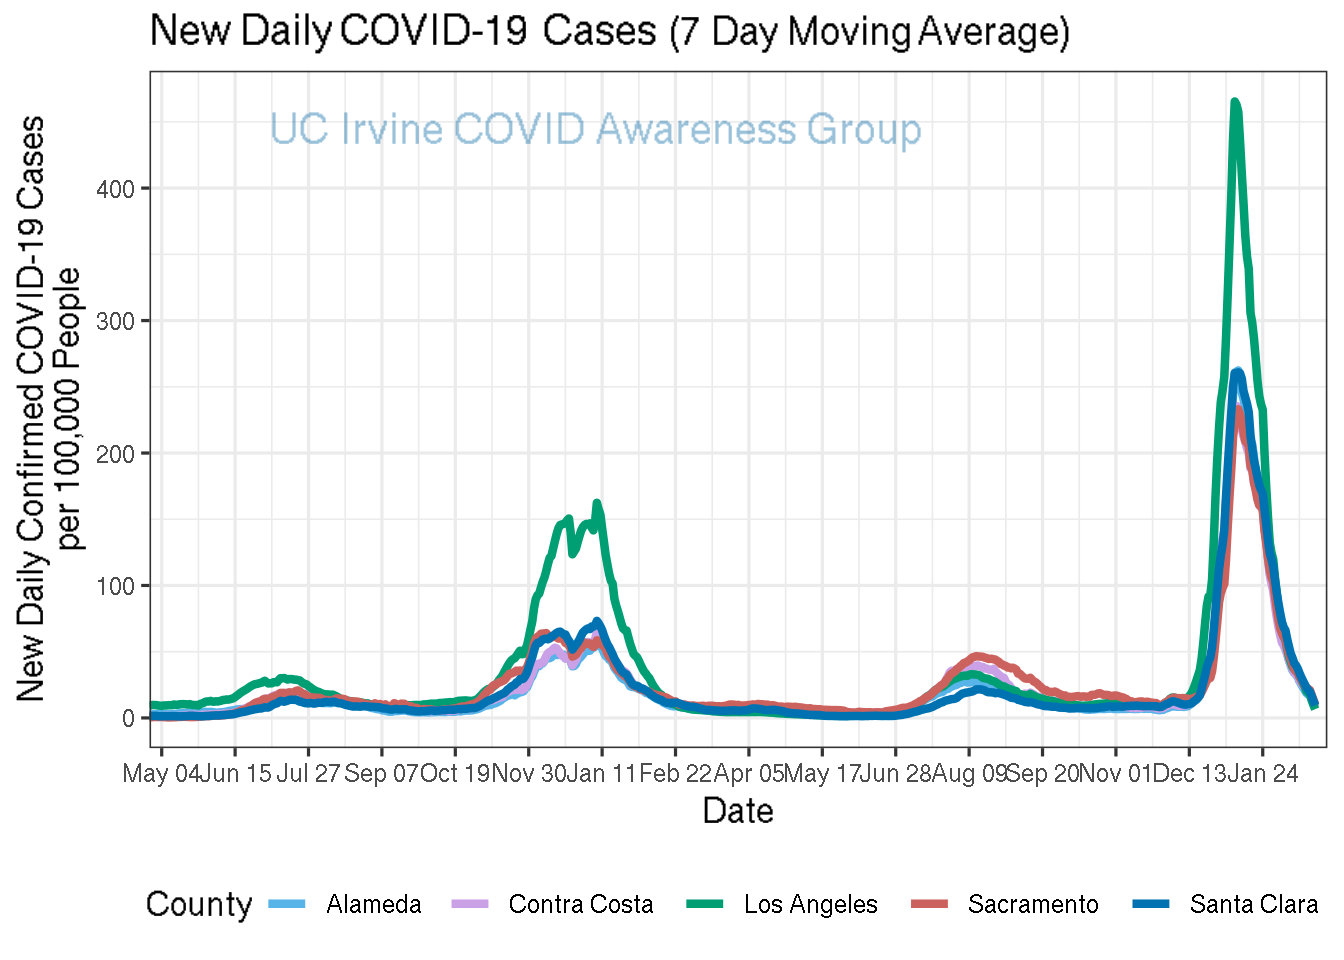 New Daily COVID-19 Cases (7 Day Moving Average)
UC Irvine COVID Awareness Group
New Daily Confirmed COVID-19 Cases
per 100,000 People
400
300
200
100
0
May 04 Jun 15 Jul 27 Sep 07 Oct 19 Nov 30 Jan 11 Feb 22 Apr 05 May 17 Jun 28 Aug 09 Sep 20 Nov 01 Dec 13 Jan 24
Date
County Alameda Contra Costa Los Angeles Sacramento Santa Clara